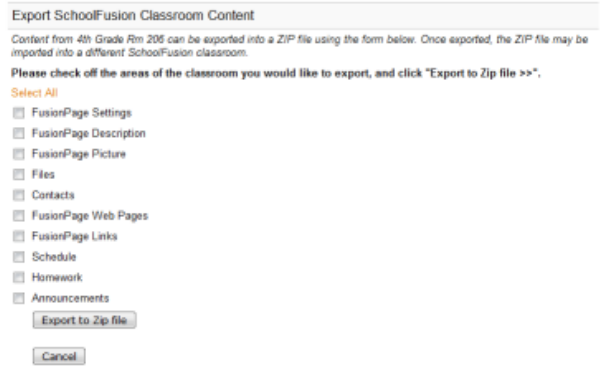 Export SchoolFusion Classroom Content
Content from 4th Grade Rm 206 can be exported into a ZIP file using the form below. Once exported, the ZIP file may be
imported into a different SchoolFusion classroom.
Please check off the areas of the classroom you would like to export, and click "Export to Zip file >>".
Select All
FusionPage Settings
FusionPage Description
FusionPage Picture
Files
Contacts
FusionPage Web Pages
FusionPage Links
Schedule
Homework
Announcements
Export to Zip file
Cancel